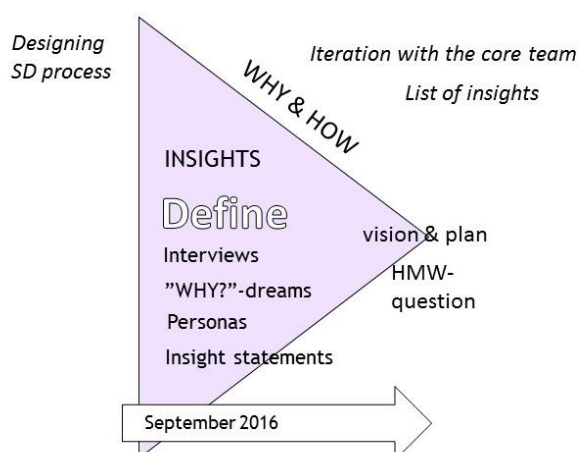 Designing
SD process
Iteration with the core team
List of insights
WHY & HOW
INSIGHTS
Define
Interviews
”WHY?”-dreams
Personas
Insight statements
vision & plan
HMW-
question
September 2016